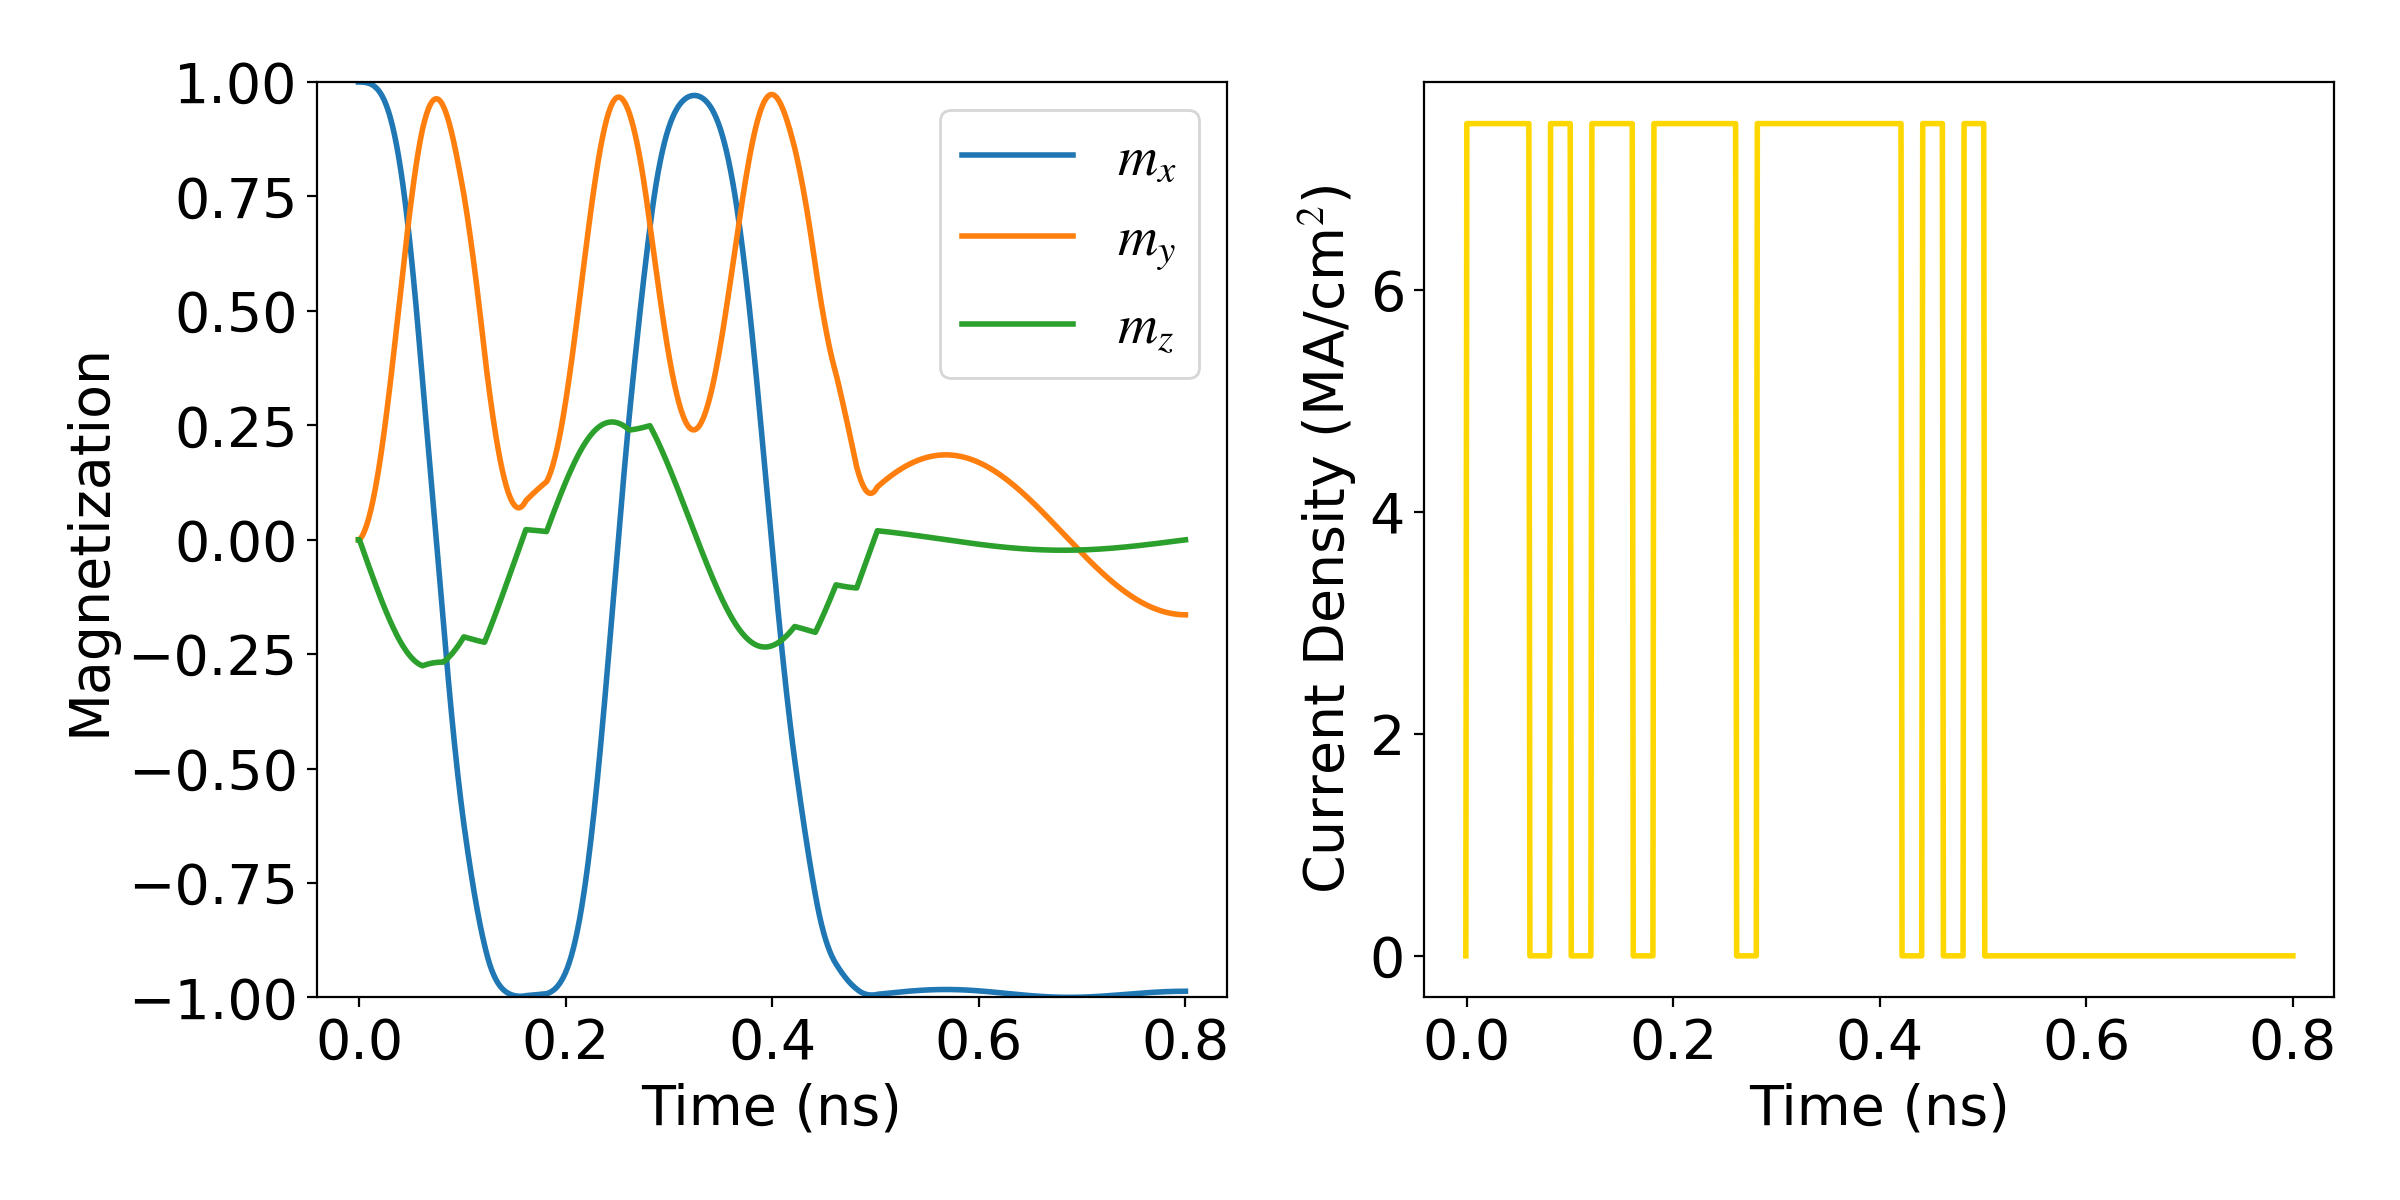 Magnetization
1.00
0.75
0.50
0.25
0.00
−0.25
−0.50
−0.75
−1.00
0.0 0.2 0.4 0.6 0.8
Time (ns)
m_x
m_y
m_z
Current Density (MA/cm²)
6
4
2
0
0.0 0.2 0.4 0.6 0.8
Time (ns)